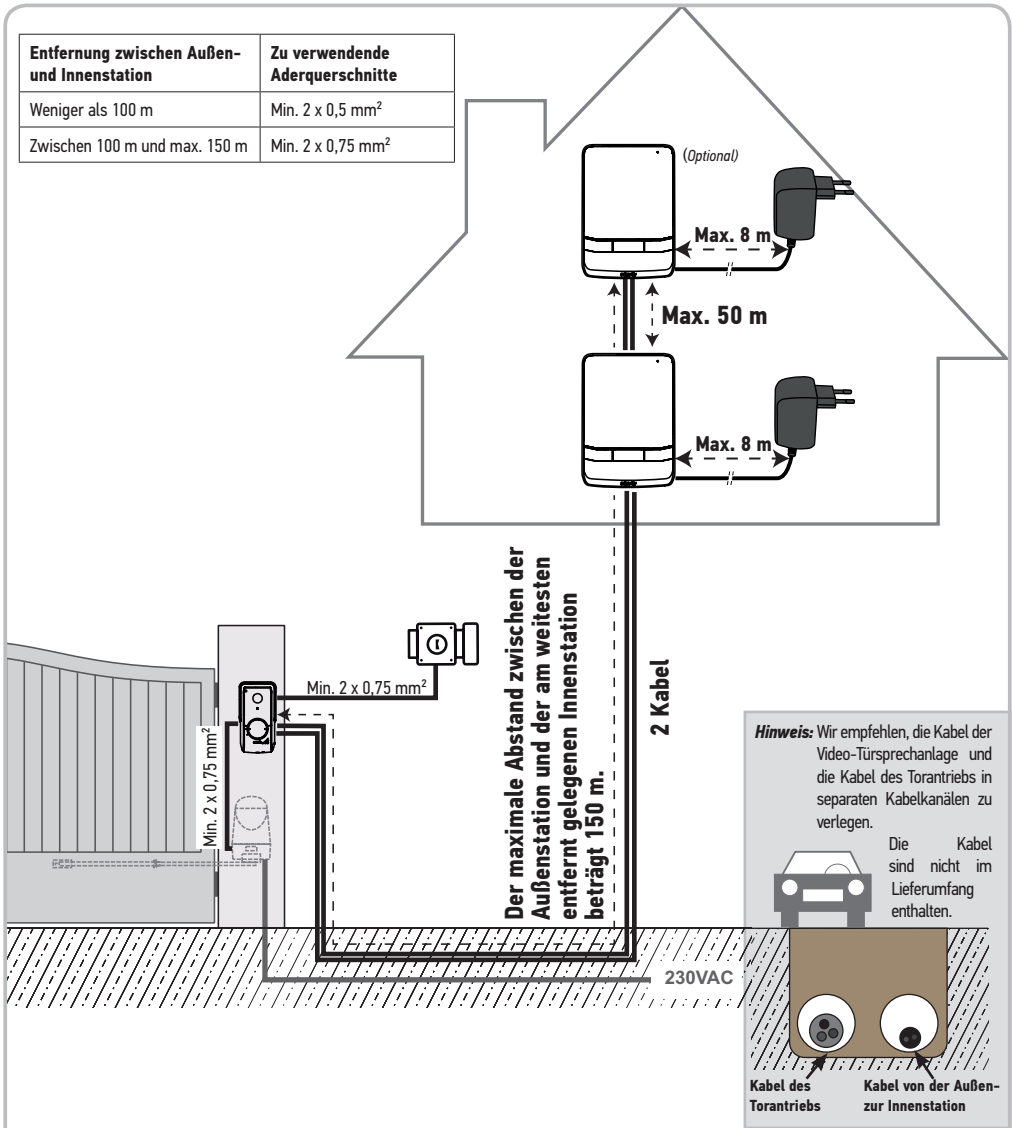 Entfernung zwischen Außen-
und Innenstation
Zu verwendende
Aderquerschnitte
Weniger als 100 m
Min. 2 x 0,5 mm²
Zwischen 100 m und max. 150 m
Min. 2 x 0,75 mm²
(Optional)
Max. 8 m
Max. 50 m
Max. 8 m
Der maximale Abstand zwischen der
Außenstation und der am weitesten
entfernt gelegenen Innenstation
beträgt 150 m.
2 Kabel
Min. 2 x 0,75 mm²
Min. 2 x 0,75 mm²
230VAC
Hinweis: Wir empfehlen, die Kabel der
Video-Türsprechanlage und
die Kabel des Torantriebs in
separaten Kabelkanälen zu
verlegen.
Die Kabel
sind nicht im
Lieferumfang
enthalten.
Kabel des
Torantriebs
Kabel von der Außen-
zur Innenstation